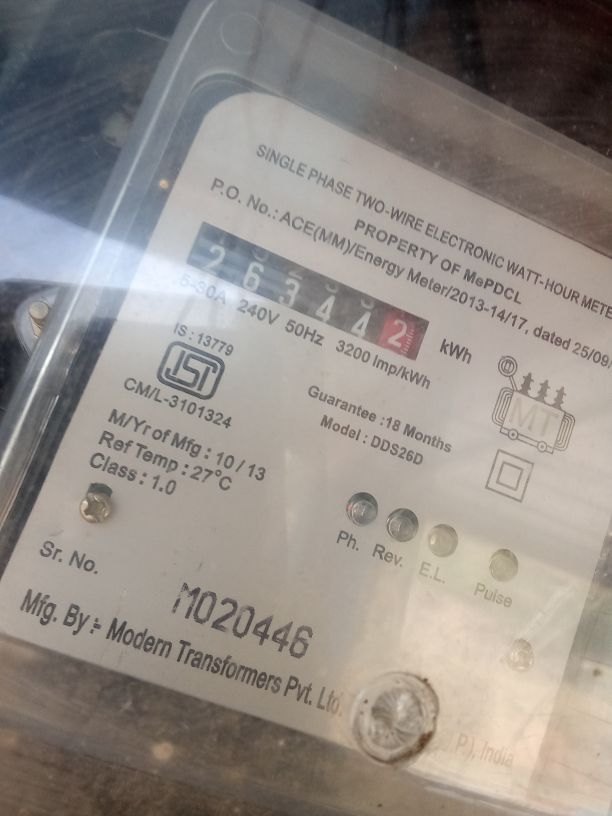 SINGLE PHASE TWO-WIRE ELECTRONIC WATT-HOUR METE
PROPERTY OF MePDCL
P.O. No.: ACE(MM)/Energy Meter/2013-14/17, dated 25/09/
263442 kWh
5-30A 240V 50Hz 3200 Imp/kWh
IS : 13779
ISI
CM/L-3101324
Guarantee :18 Months
Model : DDS26D
MT
M/Yr of Mfg : 10/13
Ref Temp : 27°C
Class : 1.0
Ph. Rev. E.L. Pulse
Sr. No.
M020446
Mfg. By :- Modern Transformers Pvt. Ltd. P), India